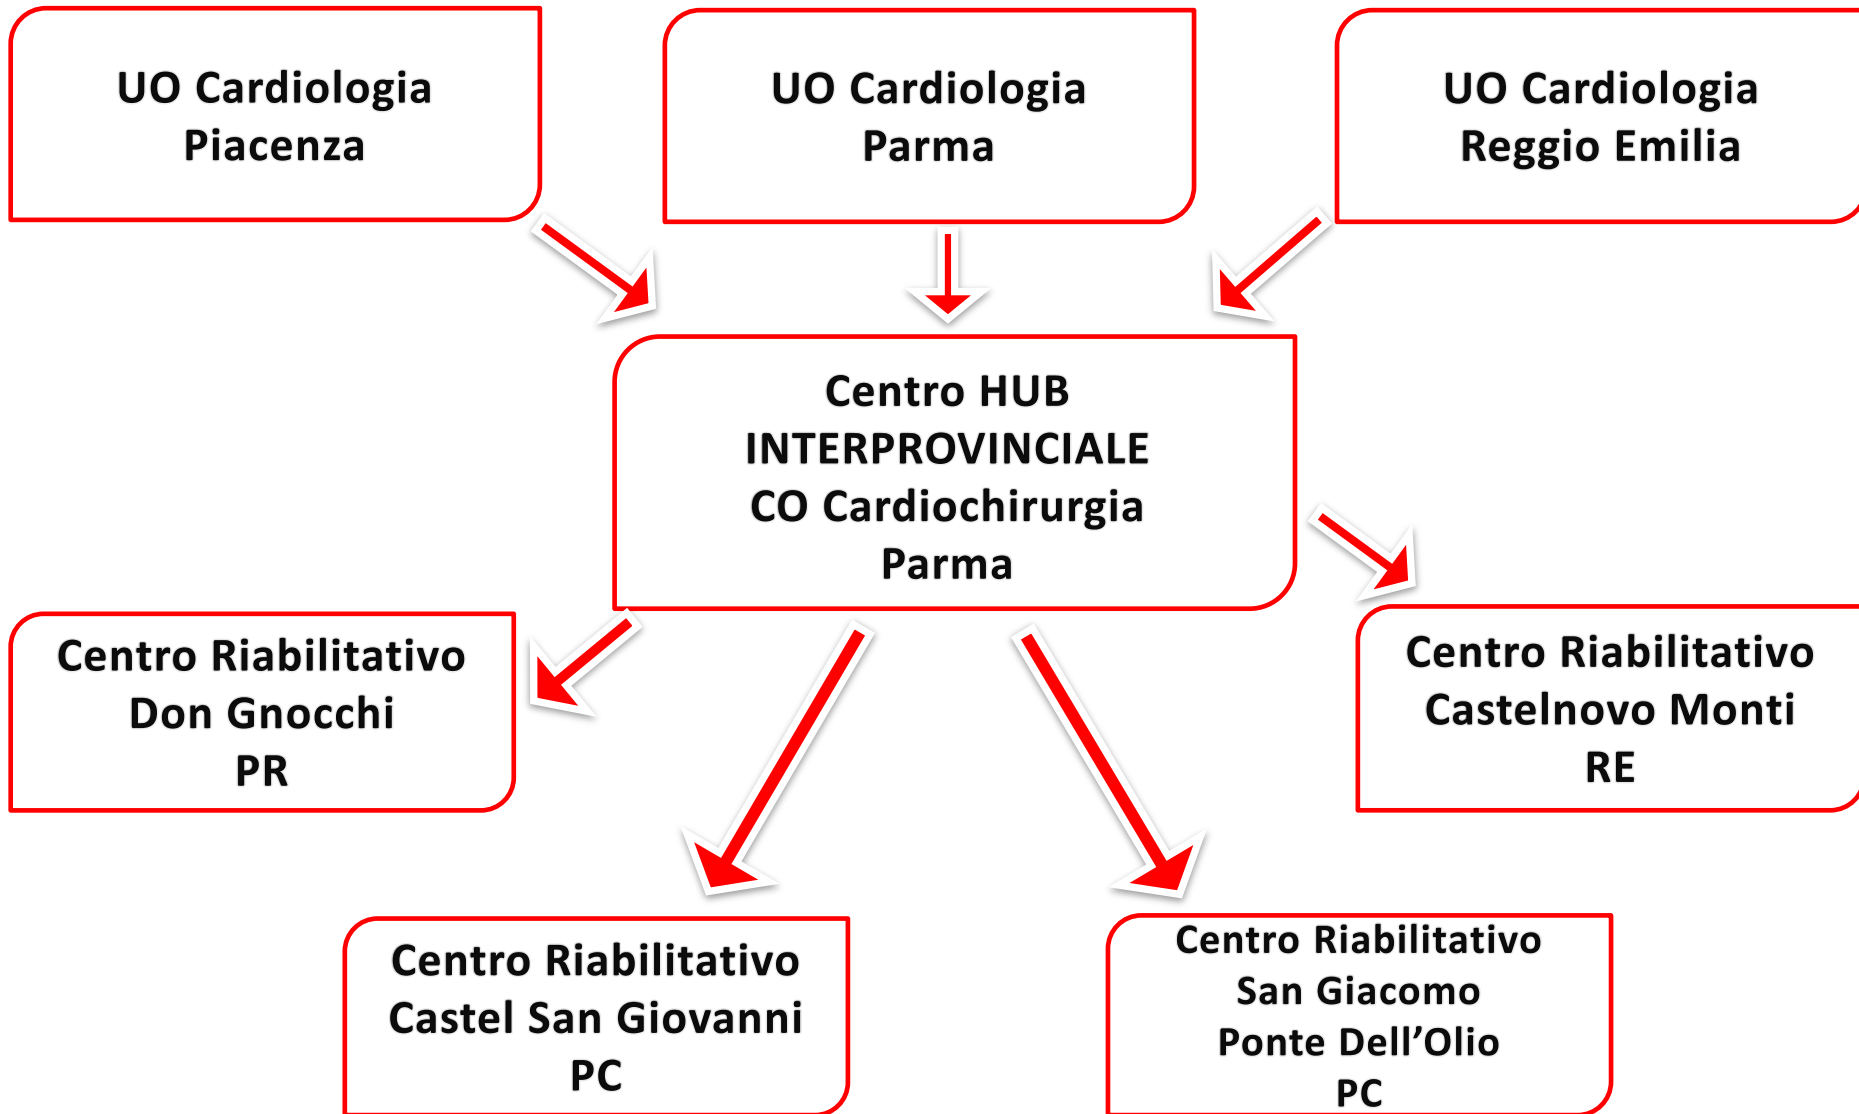 UO Cardiologia
Piacenza
UO Cardiologia
Parma
UO Cardiologia
Reggio Emilia
Centro HUB
INTERPROVINCIALE
CO Cardiochirurgia
Parma
Centro Riabilitativo
Don Gnocchi
PR
Centro Riabilitativo
Castelnovo Monti
RE
Centro Riabilitativo
Castel San Giovanni
PC
Centro Riabilitativo
San Giacomo
Ponte Dell’Olio
PC